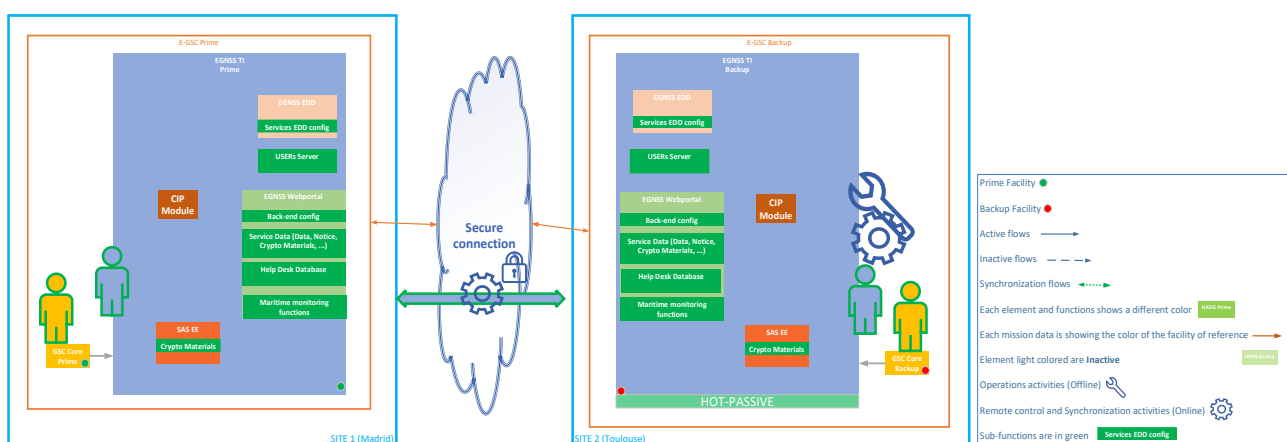 E-GSC Prime
EGNSS TI
Prime
EGNSS EDD
Services EDD config
USERs Server
EGNSS Webportal
Back-end config
Service Data (Data, Notice,
Crypto Materials, ...)
Help Desk Database
Maritime monitoring
functions
CIP
Module
SAS EE
Crypto Materials
GSC Core
Prime
SITE 1 (Madrid)
Secure
connection
E-GSC Backup
EGNSS TI
Backup
EGNSS EDD
Services EDD config
USERs Server
EGNSS Webportal
Back-end config
Service Data (Data, Notice,
Crypto Materials, ...)
Help Desk Database
Maritime monitoring
functions
CIP
Module
SAS EE
Crypto Materials
GSC Core
Backup
HOT-PASSIVE
SITE 2 (Toulouse)
Prime Facility
Backup Facility
Active flows
Inactive flows
Synchronization flows
Each element and functions shows a different color
HADG Prime
Each mission data is showing the color of the facility of reference
Element light colored are Inactive
Operations activities (Offline)
Remote control and Synchronization activities (Online)
Sub-functions are in green
Services EDD config